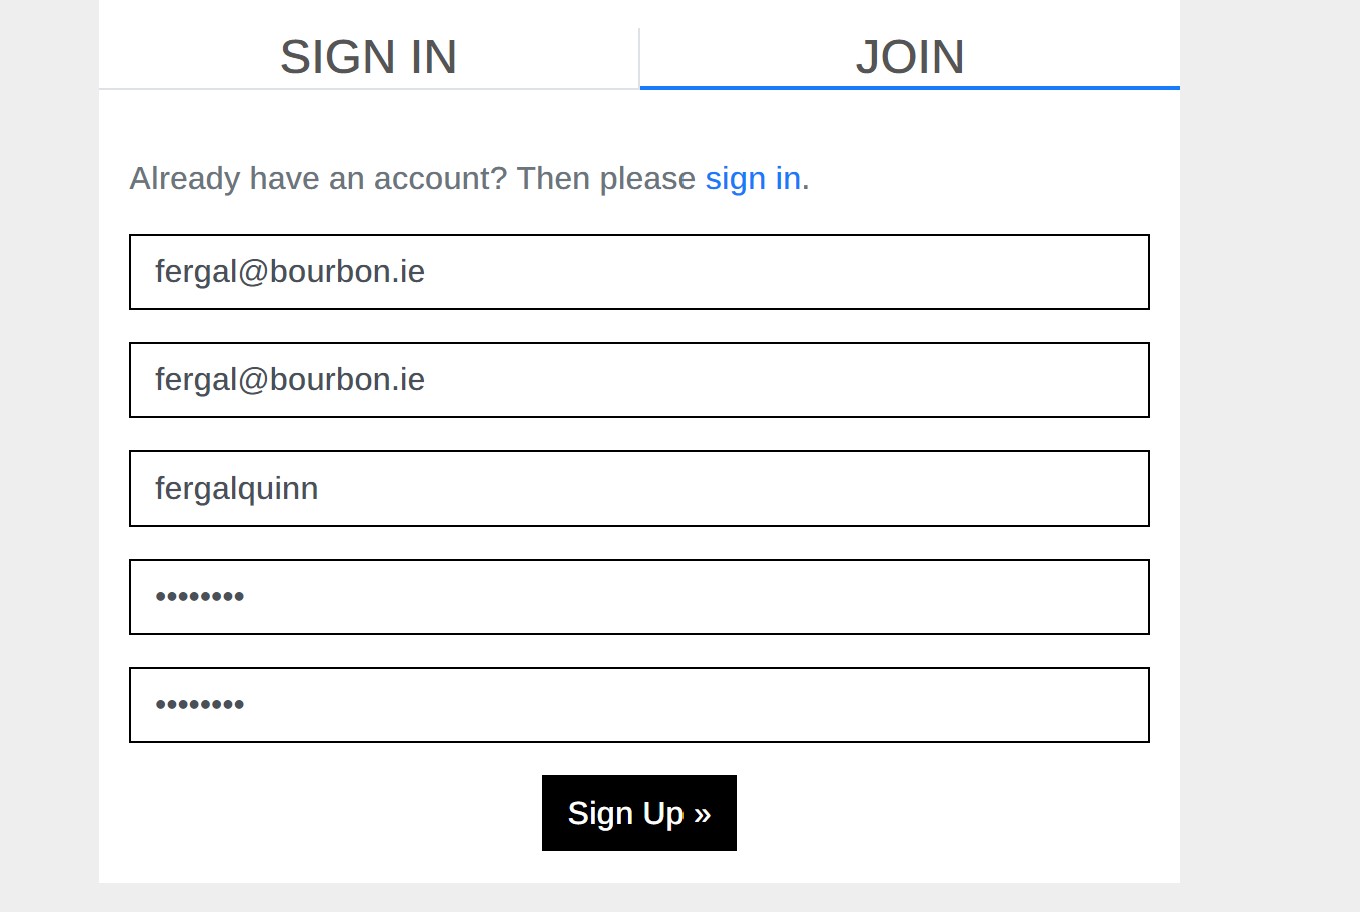 SIGN IN
JOIN
Already have an account? Then please sign in.
fergal@bourbon.ie
fergal@bourbon.ie
fergalquinn
••••••••
••••••••
Sign Up »